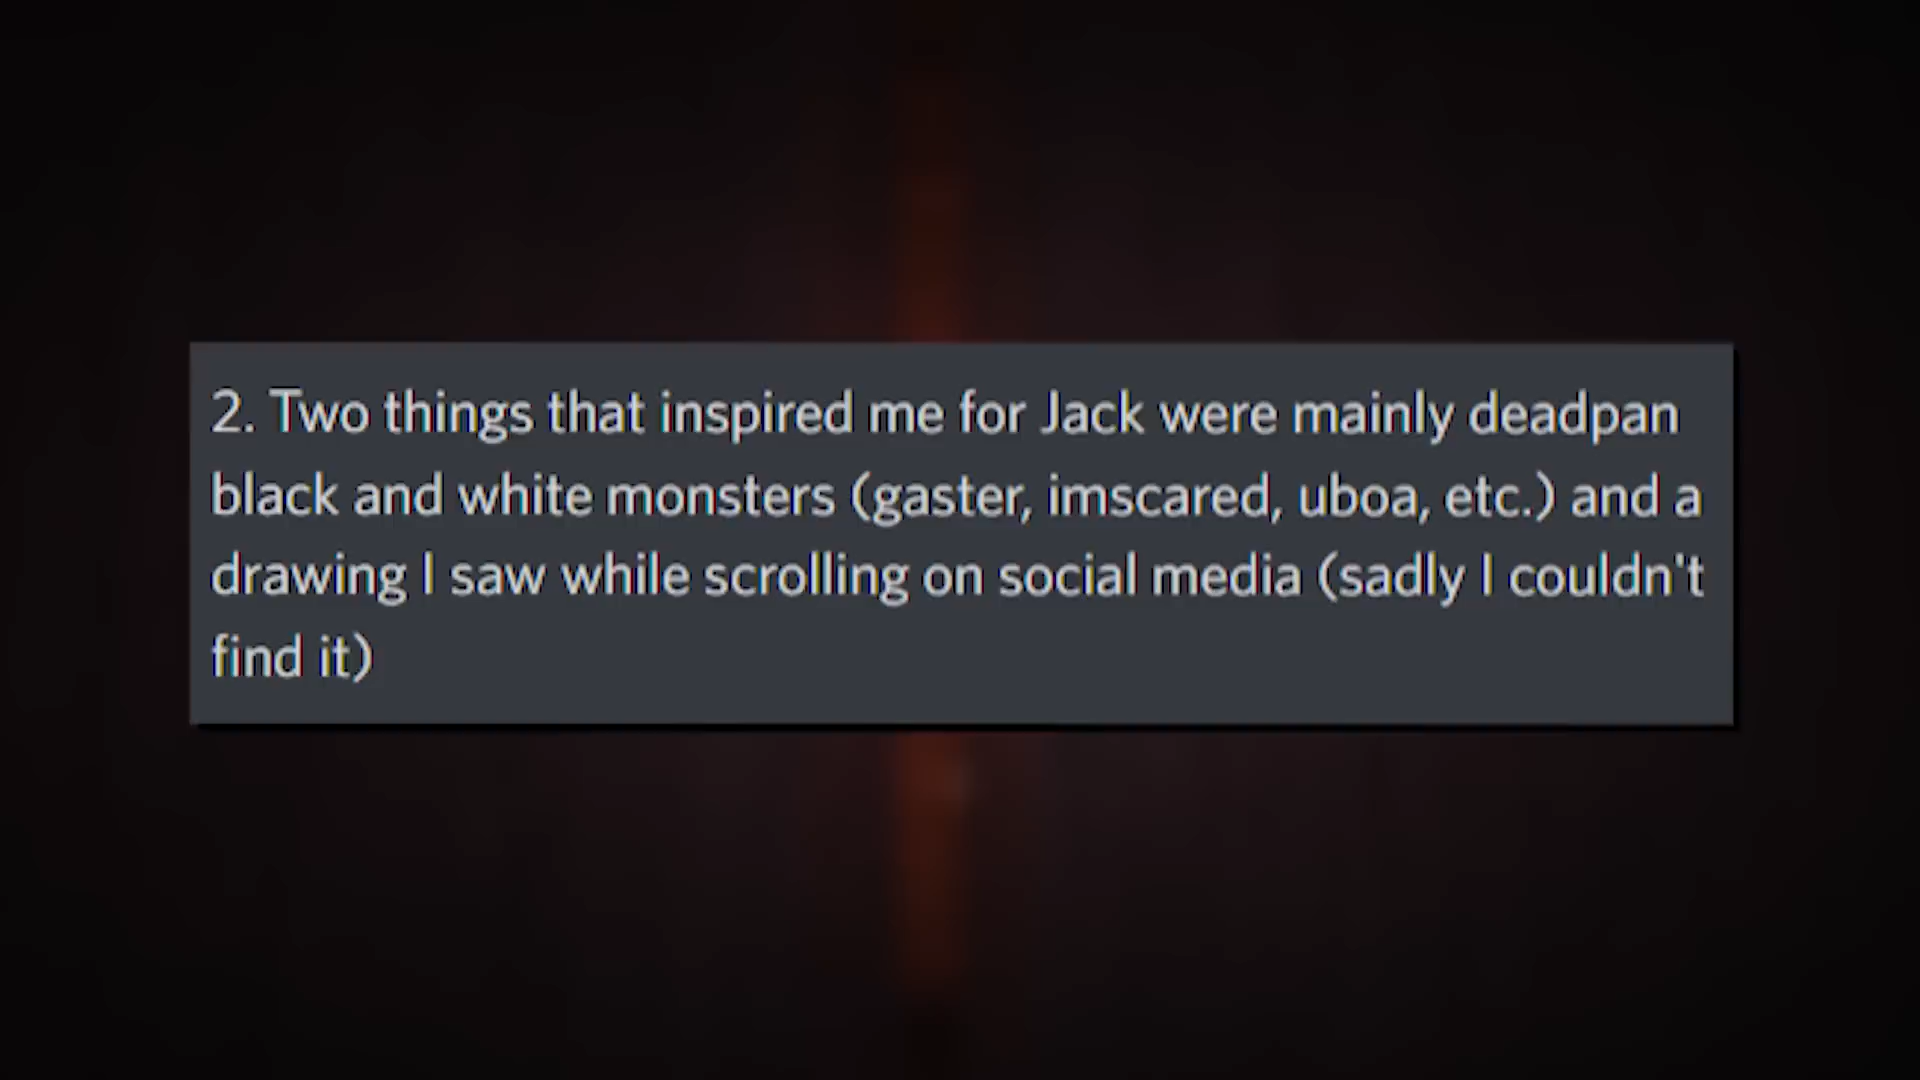 2. Two things that inspired me for Jack were mainly deadpan
black and white monsters (gaster, imscared, uboa, etc.) and a
drawing I saw while scrolling on social media (sadly I couldn't
find it)